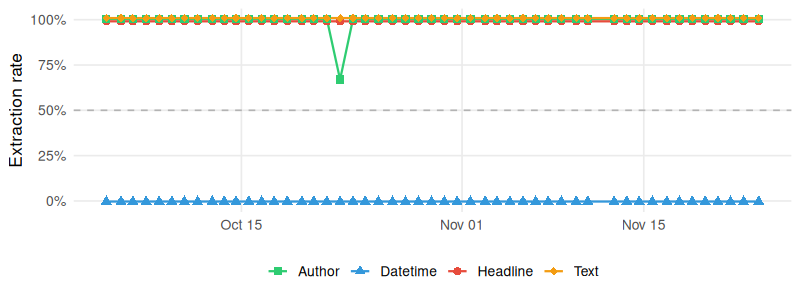 100%
75%
50%
25%
0%
Extraction rate
Oct 15 Nov 01 Nov 15
Author Datetime Headline Text